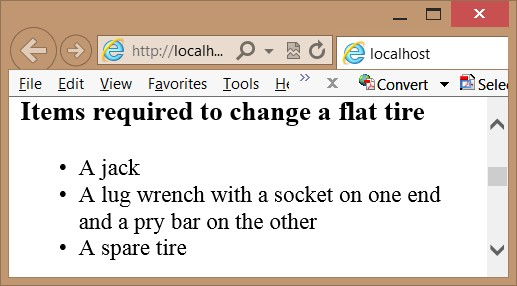 http://localh...
localhost
File Edit View Favorites Tools He
Convert Sele
Items required to change a flat tire
• A jack
• A lug wrench with a socket on one end
and a pry bar on the other
• A spare tire